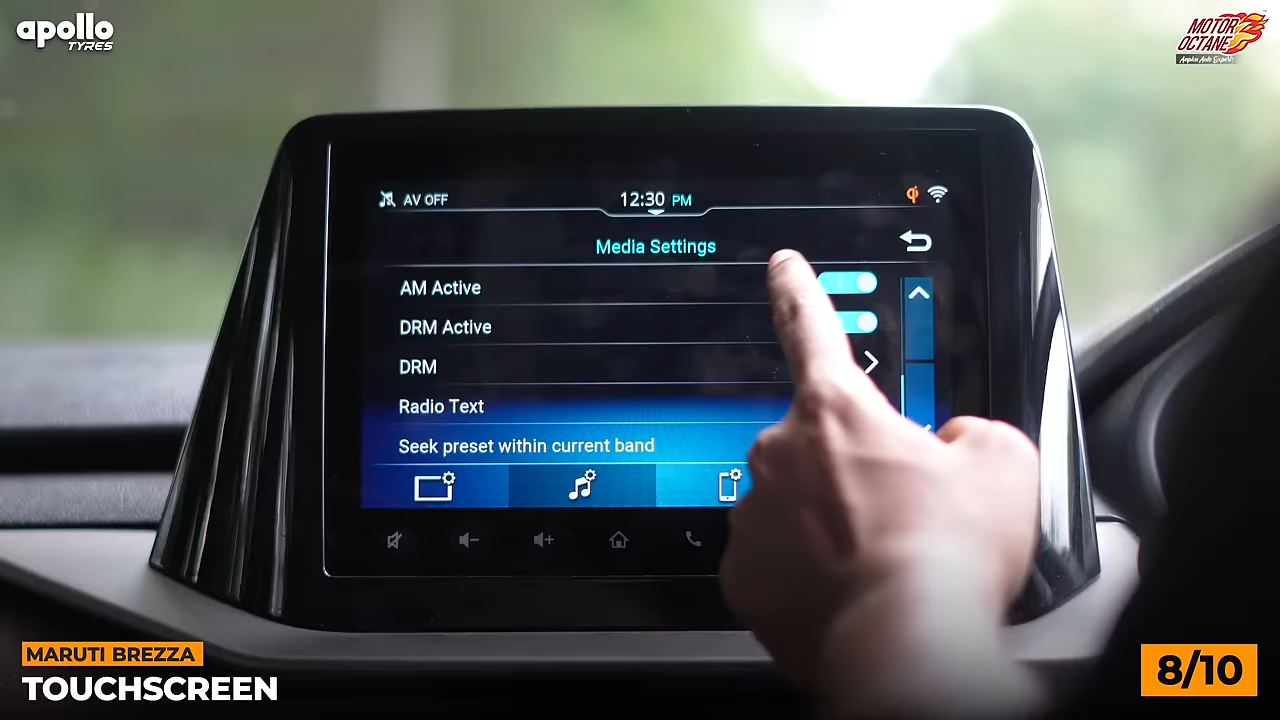 apollo
TYRES
MOTOR
OCTANE
AV OFF
12:30 PM
Media Settings
AM Active
DRM Active
DRM
Radio Text
Seek preset within current band
MARUTI BREZZA
TOUCHSCREEN
8/10